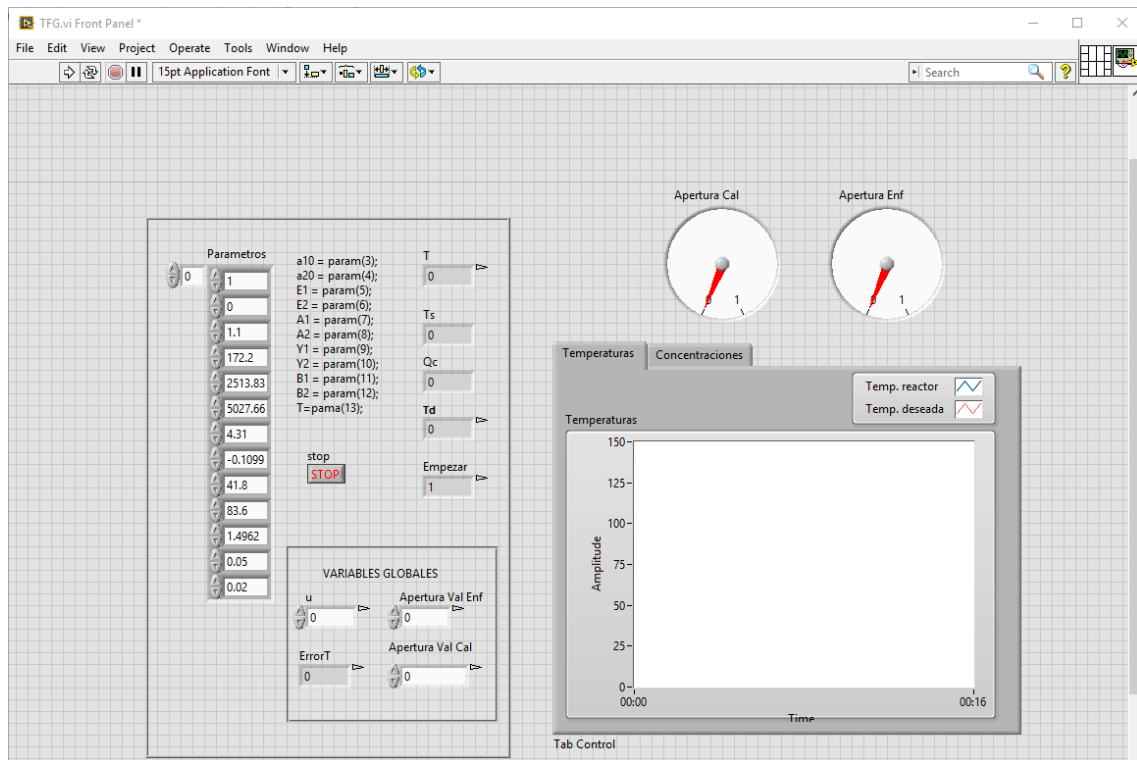 TFG.vi Front Panel *
File Edit View Project Operate Tools Window Help
15pt Application Font
Search
Apertura Cal
Apertura Enf
0 1
0 1
Parametros
0
1
0
1.1
172.2
2513.83
5027.66
4.31
-0.1099
41.8
83.6
1.4962
0.05
0.02
a10 = param(3);
a20 = param(4);
E1 = param(5);
E2 = param(6);
A1 = param(7);
A2 = param(8);
Y1 = param(9);
Y2 = param(10);
B1 = param(11);
B2 = param(12);
T=pama(13);
stop
STOP
T
0
Ts
0
Qc
0
Td
0
Empezar
1
VARIABLES GLOBALES
u
0
Apertura Val Enf
0
ErrorT
0
Apertura Val Cal
0
Temperaturas
Concentraciones
Temp. reactor
Temp. deseada
Temperaturas
Amplitude
150
125
100
75
50
25
0
00:00
00:16
Time
Tab Control